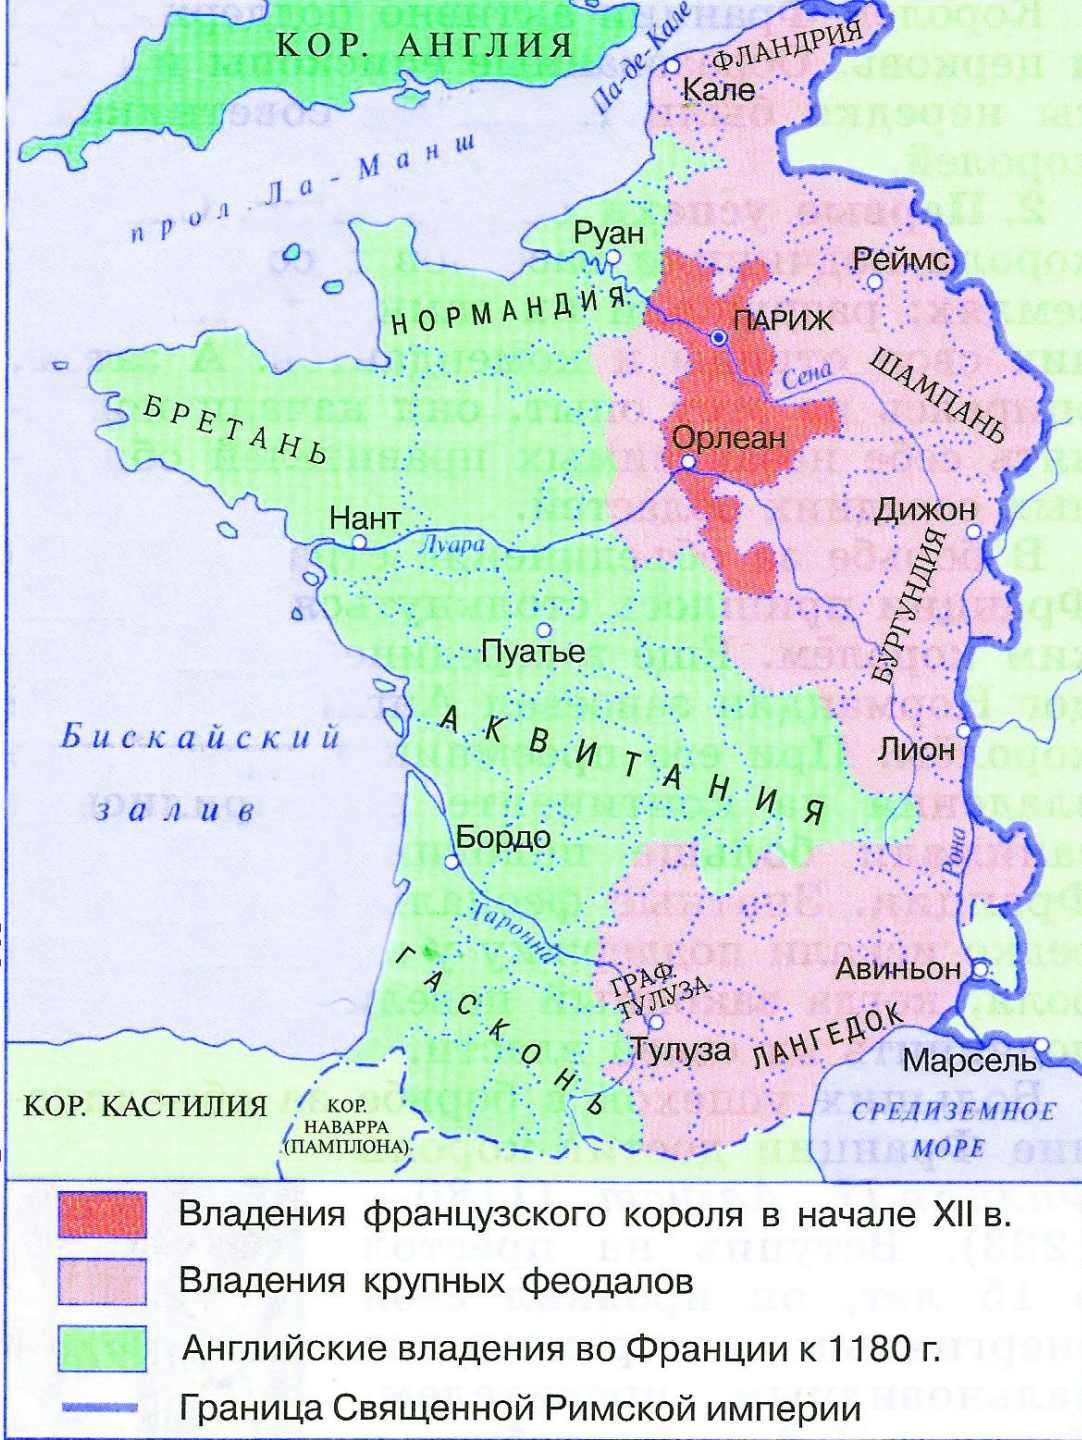 КОР. АНГЛИЯ
Па-де-Кале
ФЛАНДРИЯ
Кале
прол. Ла-Манш
Руан
Реймс
НОРМАНДИЯ
ПАРИЖ
Сена
ШАМПАНЬ
БРЕТАНЬ
Орлеан
Нант
Луара
Дижон
БУРГУНДИЯ
Пуатье
АКВИТАНИЯ
Бискайский
залив
Лион
Бордо
Рона
Гаронна
ГАСКОНЬ
ГРАФ.
ТУЛУЗА
Авиньон
Тулуза
ЛАНГЕДОК
Марсель
КОР. КАСТИЛИЯ
КОР.
НАВАРРА
(ПАМПЛОНА)
СРЕДИЗЕМНОЕ
МОРЕ
Владения французского короля в начале XII в.
Владения крупных феодалов
Английские владения во Франции к 1180 г.
Граница Священной Римской империи